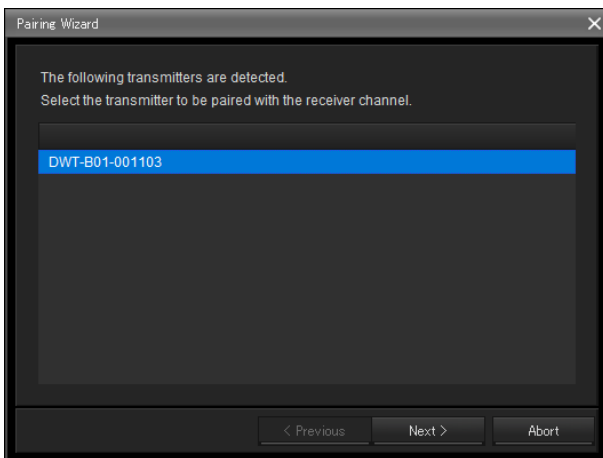 Pairing Wizard
The following transmitters are detected.
Select the transmitter to be paired with the receiver channel.
DWT-B01-001103
< Previous
Next >
Abort